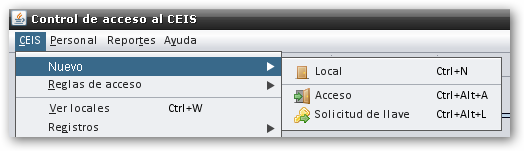 Control de acceso al CEIS
CEIS Personal Reportes Ayuda
Nuevo
Local Ctrl+N
Reglas de acceso
Acceso Ctrl+Alt+A
Ver locales Ctrl+W
Solicitud de llave Ctrl+Alt+L
Registros